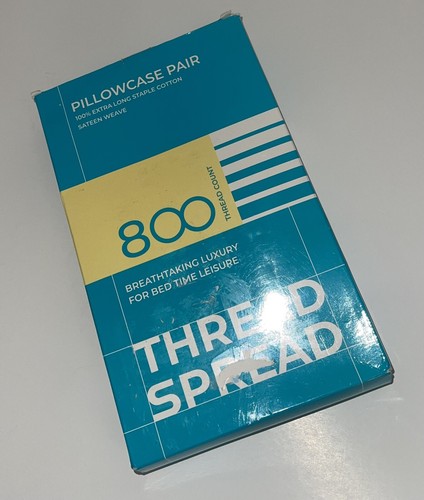 PILLOWCASE PAIR
100% EXTRA LONG STAPLE COTTON
SATEEN WEAVE
800
THREAD COUNT
BREATHTAKING LUXURY
FOR BED TIME LEISURE
THREAD
SPREAD